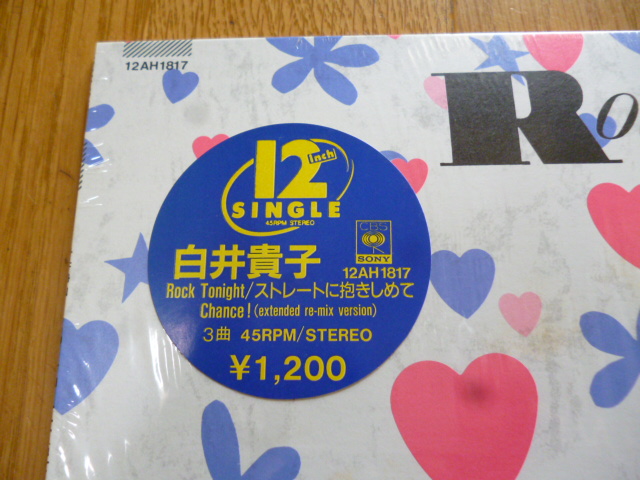 12AH1817
Ro
12 inch
SINGLE
45RPM STEREO
白井貴子
CBS
SONY
12AH1817
Rock Tonight/ストレートに抱きしめて
Chance! (extended re-mix version)
3曲 45RPM/STEREO
¥1,200